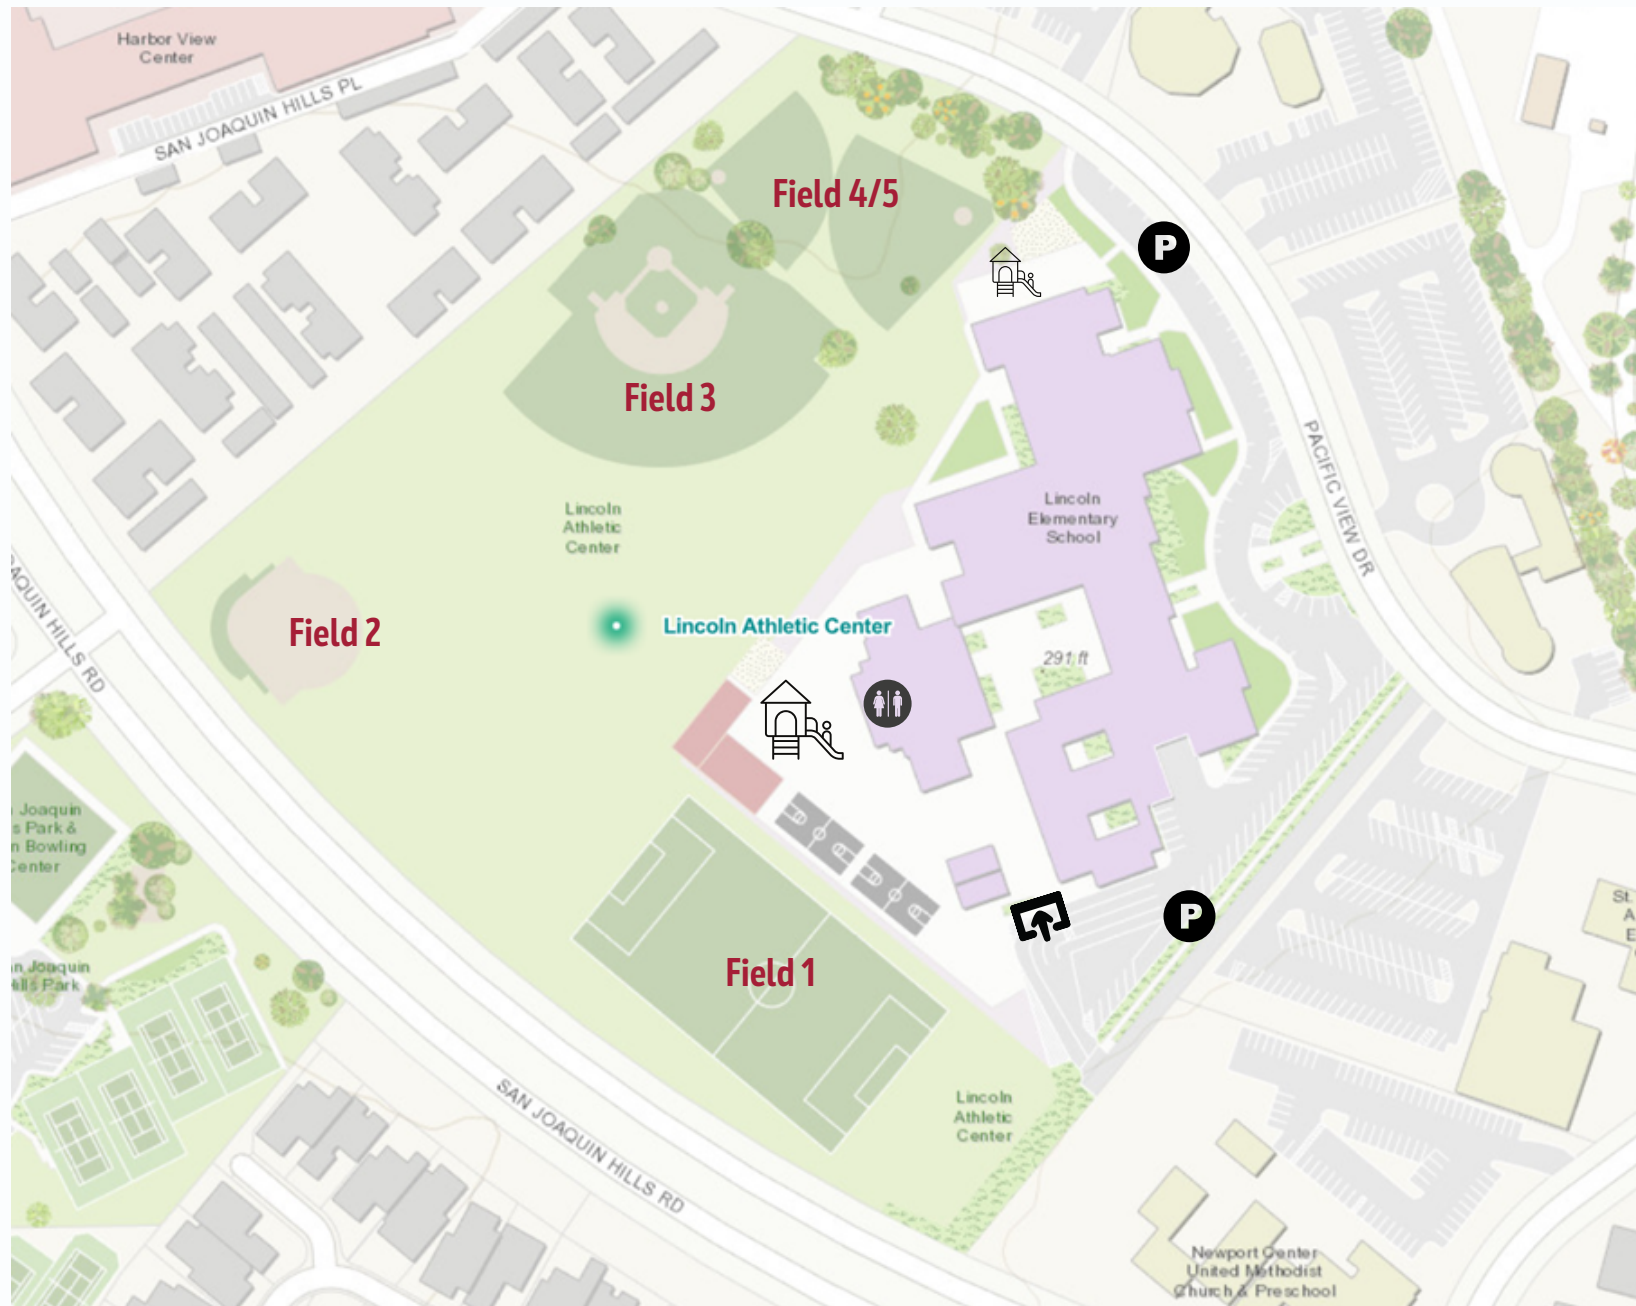 Harbor View
Center
SAN JOAQUIN HILLS PL
Field 4/5
P
Field 3
PACIFIC VIEW DR
Lincoln
Elementary
School
Lincoln
Athletic
Center
Field 2
Lincoln Athletic Center
291 ft
AQUIN HILLS RD
Joaquin
s Park &
n Bowling
Center
St
A
E
P
n Joaquin
Hills Park
Field 1
SAN JOAQUIN HILLS RD
Lincoln
Athletic
Center
Newport Center
United Methodist
Church & Preschool